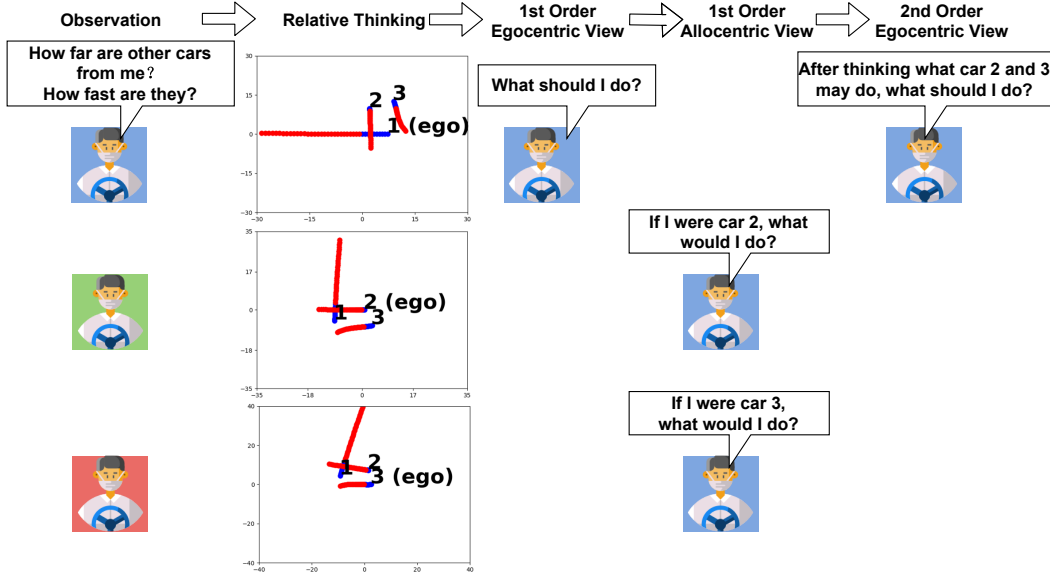 Observation
Relative Thinking
1st Order
Egocentric View
1st Order
Allocentric View
2nd Order
Egocentric View
How far are other cars
from me?
How fast are they?
What should I do?
After thinking what car 2 and 3
may do, what should I do?
30
15
0
-15
-30
-30
-15
0
15
30
2
3
1 (ego)
If I were car 2, what
would I do?
35
17
0
-18
-35
-35
-18
0
17
35
1
2 (ego)
3
If I were car 3,
what would I do?
40
20
0
-20
-40
-40
-20
0
20
40
1
2
3 (ego)